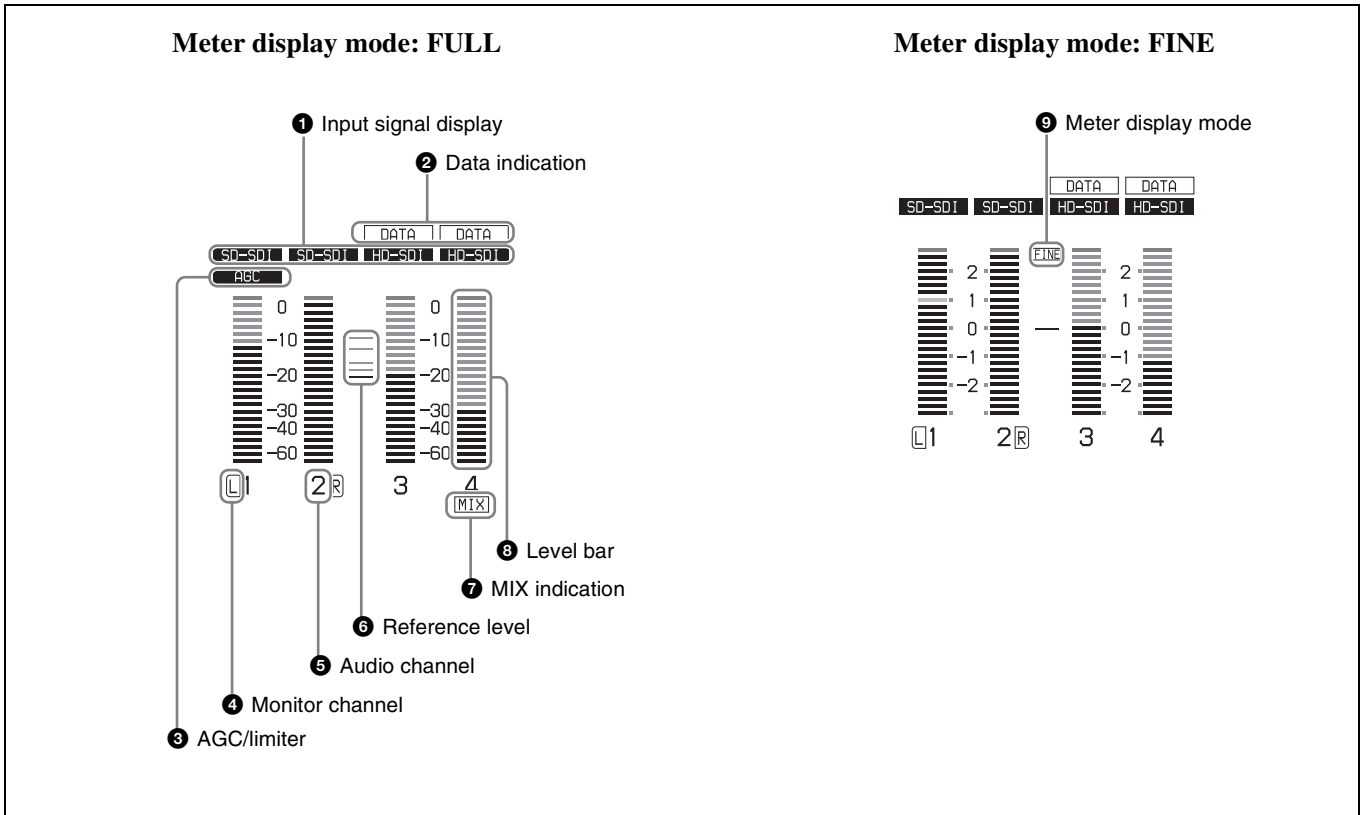 Meter display mode: FULL
Meter display mode: FINE
❶ Input signal display
❷ Data indication
DATA DATA
SD-SDI SD-SDI HD-SDI HD-SDI
AGC
0 0
-10 -10
-20 -20
-30 -30
-40 -40
-60 -60
L 1 2 R 3 4
MIX
❽ Level bar
❼ MIX indication
❻ Reference level
❺ Audio channel
❹ Monitor channel
❸ AGC/limiter
❾ Meter display mode
DATA DATA
SD-SDI SD-SDI HD-SDI HD-SDI
FINE
2 2
1 1
0 0
-1 -1
-2 -2
L 1 2 R 3 4